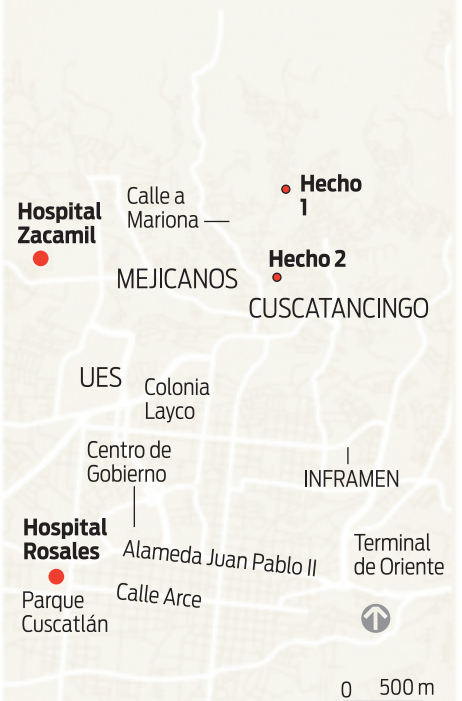 Calle a
Mariona
Hecho
1
Hospital
Zacamil
Hecho 2
MEJICANOS
CUSCATANCINGO
UES
Colonia
Layco
Centro de
Gobierno
INFRAMEN
Hospital
Rosales
Alameda Juan Pablo II
Terminal
de Oriente
Calle Arce
Parque
Cuscatlán
0 500 m